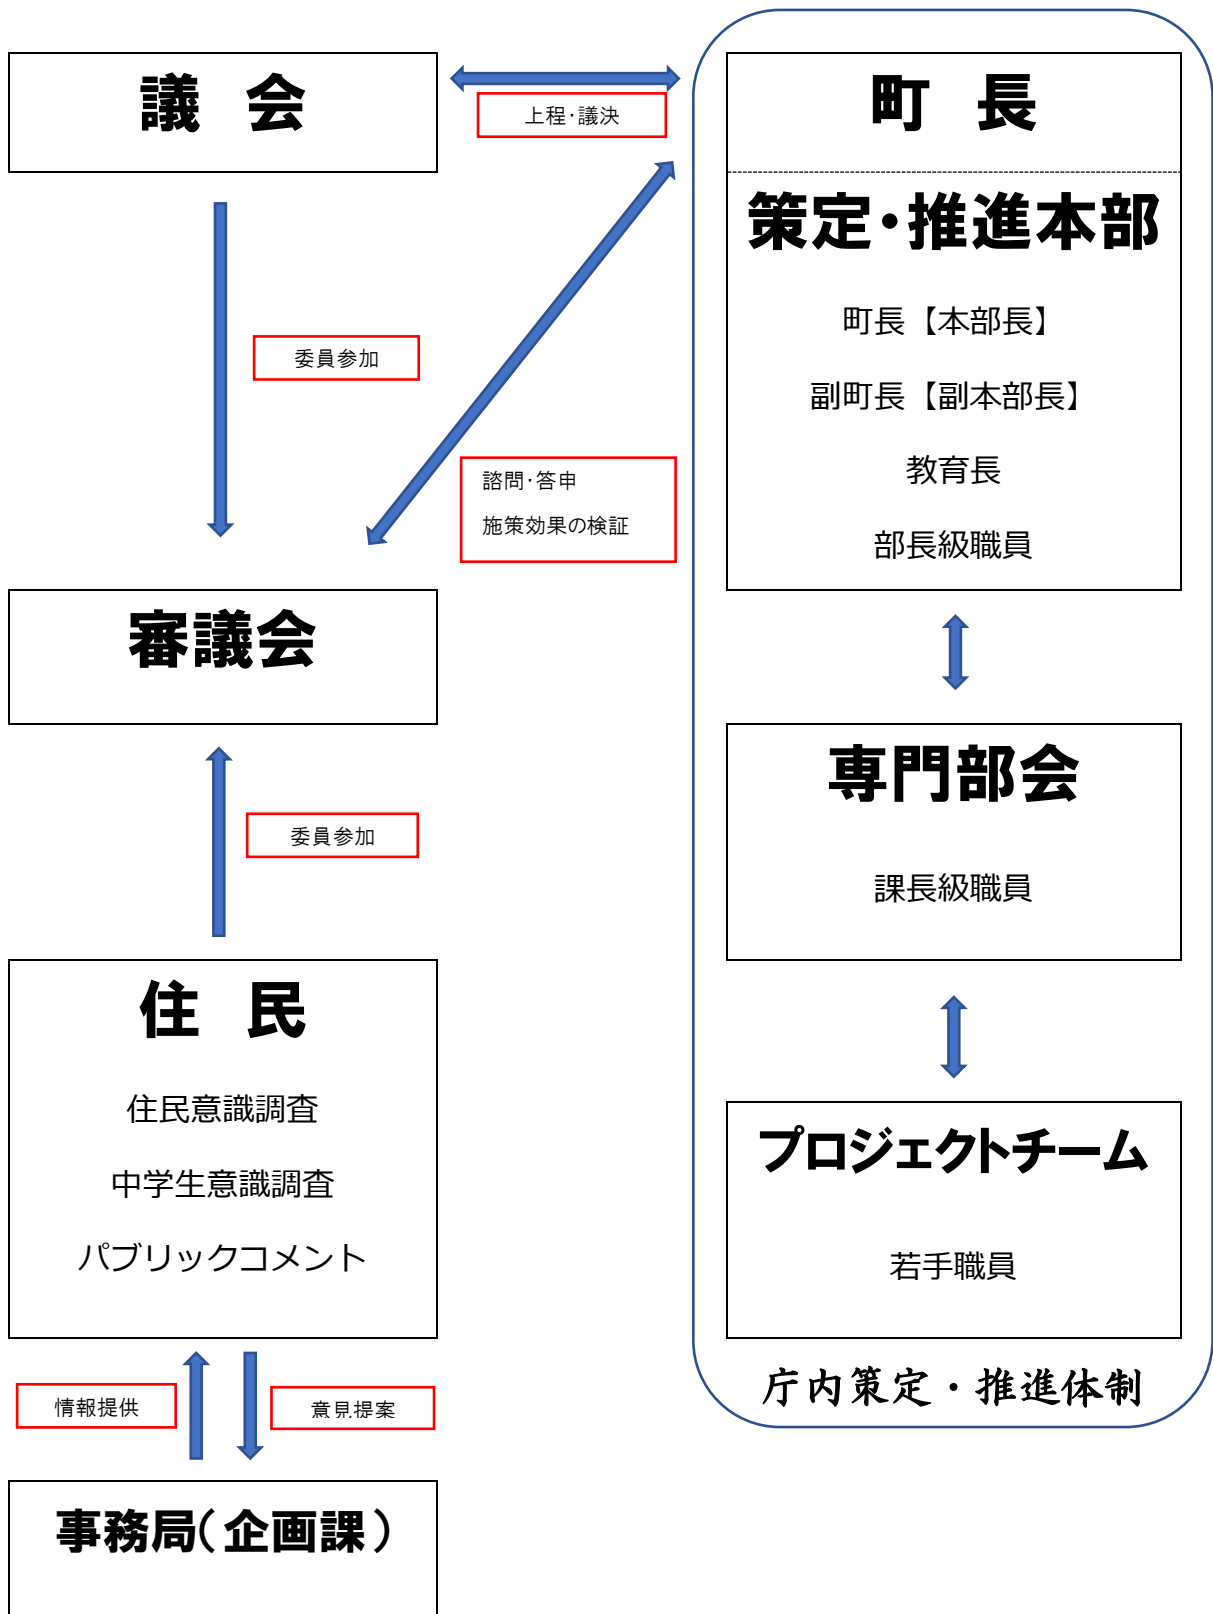 議　会
上程・議決
委員参加
諮問・答申
施策効果の検証
審議会
委員参加
住　民
住民意識調査
中学生意識調査
パブリックコメント
情報提供
意見提案
事務局（企画課）
町　長
策定・推進本部
町長【本部長】
副町長【副本部長】
教育長
部長級職員
専門部会
課長級職員
プロジェクトチーム
若手職員
庁内策定・推進体制